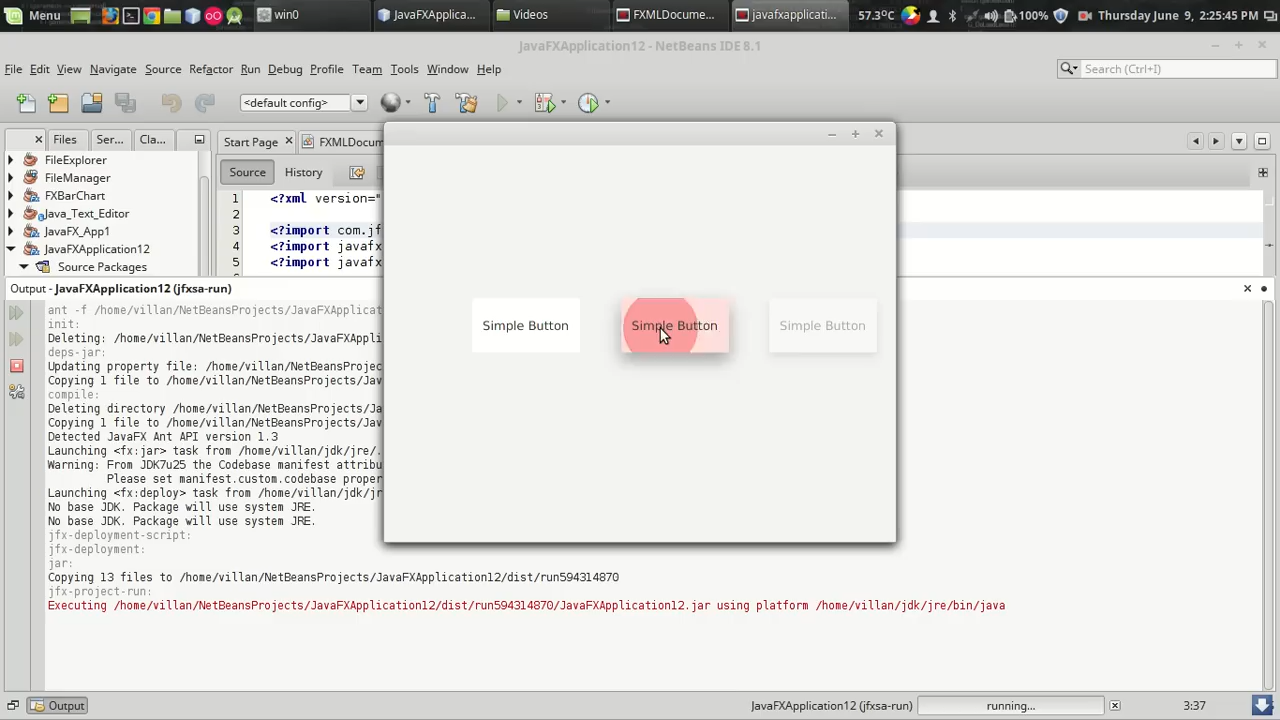 Menu
win0
JavaFXApplica...
Videos
FXMLDocume...
javafxapplicati...
57.3°C
100%
Thursday June 9, 2:25:45 PM
JavaFXApplication12 - NetBeans IDE 8.1
File Edit View Navigate Source Refactor Run Debug Profile Team Tools Window Help
Search (Ctrl+I)
<default config>
Files
Ser...
Cla...
Start Page
FXMLDocum
Source
History
FileExplorer
FileManager
FXBarChart
Java_Text_Editor
JavaFX_App1
JavaFXApplication12
Source Packages
1 <?xml version="
2
3 <?import com.jf
4 <?import javafx
5 <?import javafx
Simple Button
Simple Button
Simple Button
Output - JavaFXApplication12 (jfxsa-run)
ant -f /home/villan/NetBeansProjects/JavaFXApplicat
init:
Deleting: /home/villan/NetBeansProjects/JavaFXAppli
deps-jar:
Updating property file: /home/villan/NetBeansProjec
Copying 1 file to /home/villan/NetBeansProjects/Jav
compile:
Deleting directory /home/villan/NetBeansProjects/Ja
Copying 1 file to /home/villan/NetBeansProjects/Jav
Detected JavaFX Ant API version 1.3
Launching <fx:jar> task from /home/villan/jdk/jre/.
Warning: From JDK7u25 the Codebase manifest attribu
Please set manifest.custom.codebase proper
Launching <fx:deploy> task from /home/villan/jdk/jr
No base JDK. Package will use system JRE.
No base JDK. Package will use system JRE.
jfx-deployment-script:
jfx-deployment:
jar:
Copying 13 files to /home/villan/NetBeansProjects/JavaFXApplication12/dist/run594314870
jfx-project-run:
Executing /home/villan/NetBeansProjects/JavaFXApplication12/dist/run594314870/JavaFXApplication12.jar using platform /home/villan/jdk/jre/bin/java
Output
JavaFXApplication12 (jfxsa-run)
running...
3:37